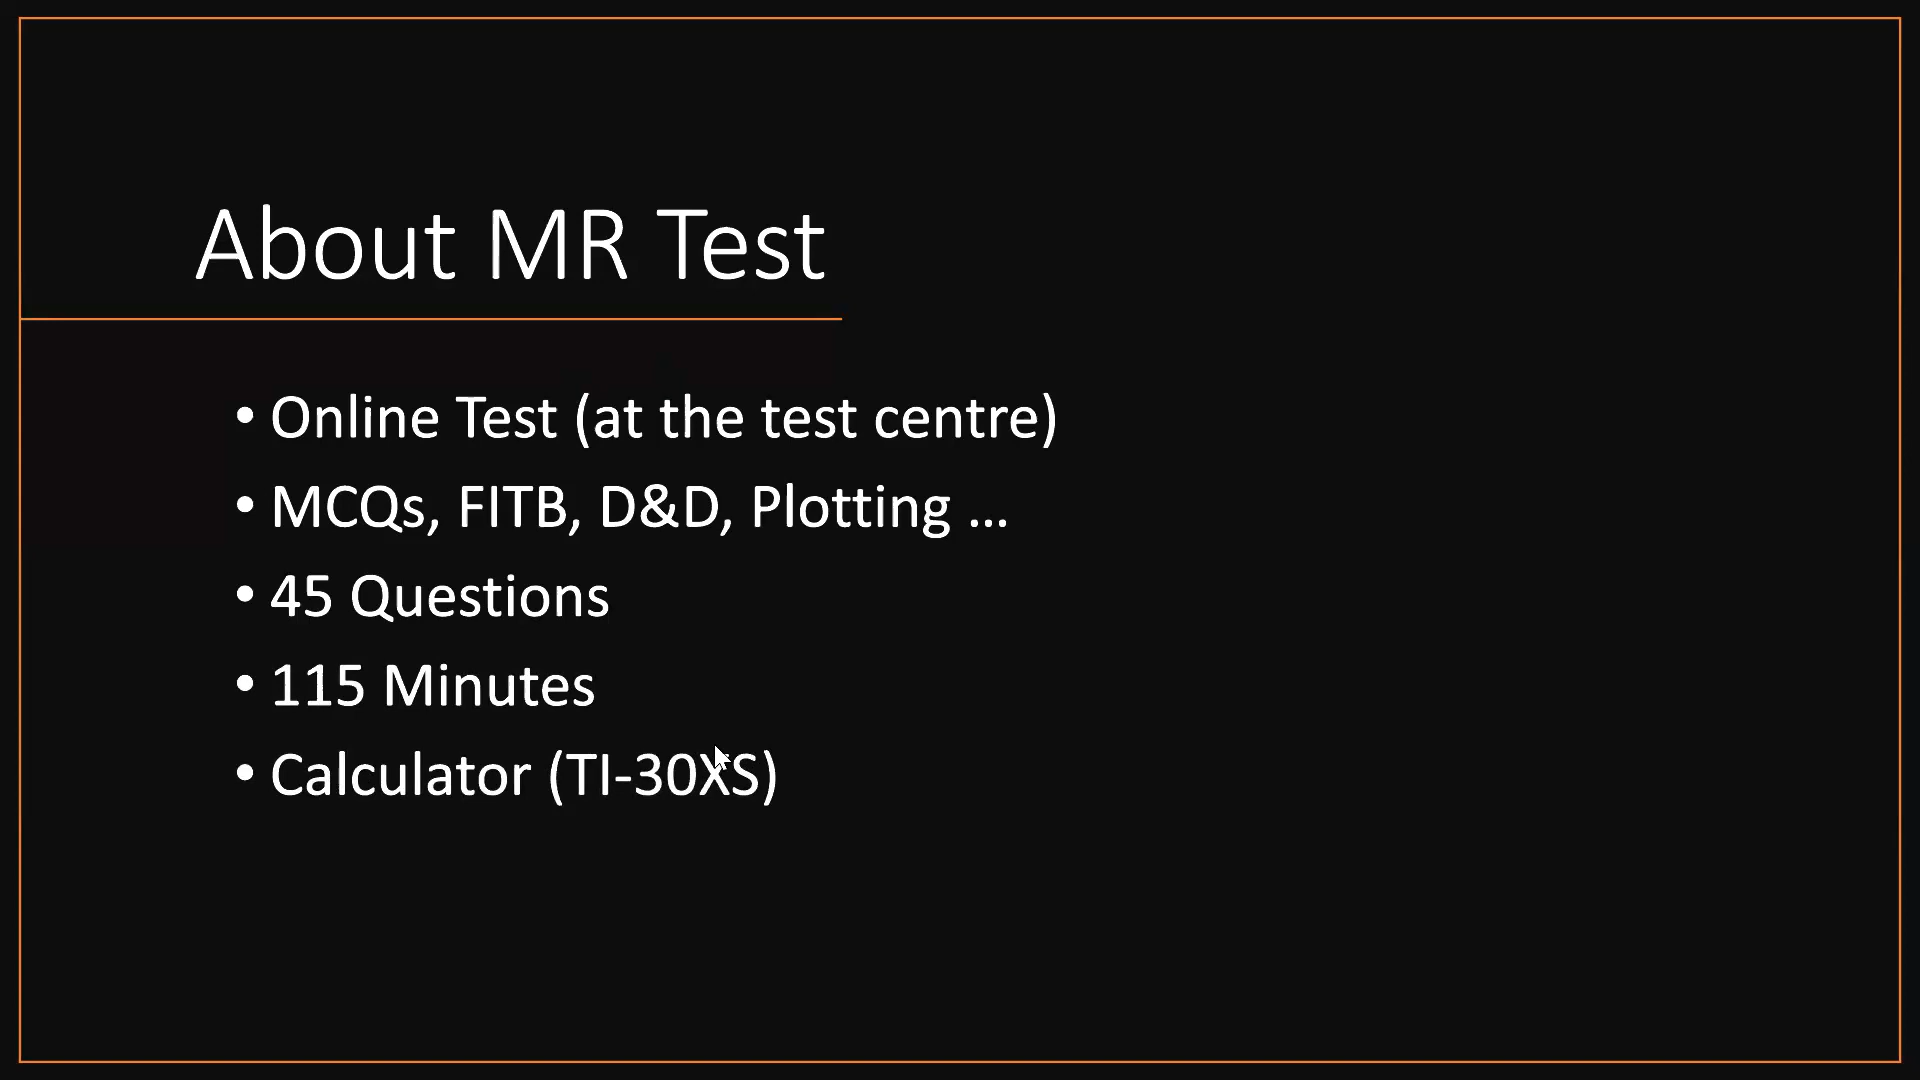 About MR Test
• Online Test (at the test centre)
• MCQs, FITB, D&D, Plotting ...
• 45 Questions
• 115 Minutes
• Calculator (TI-30XS)